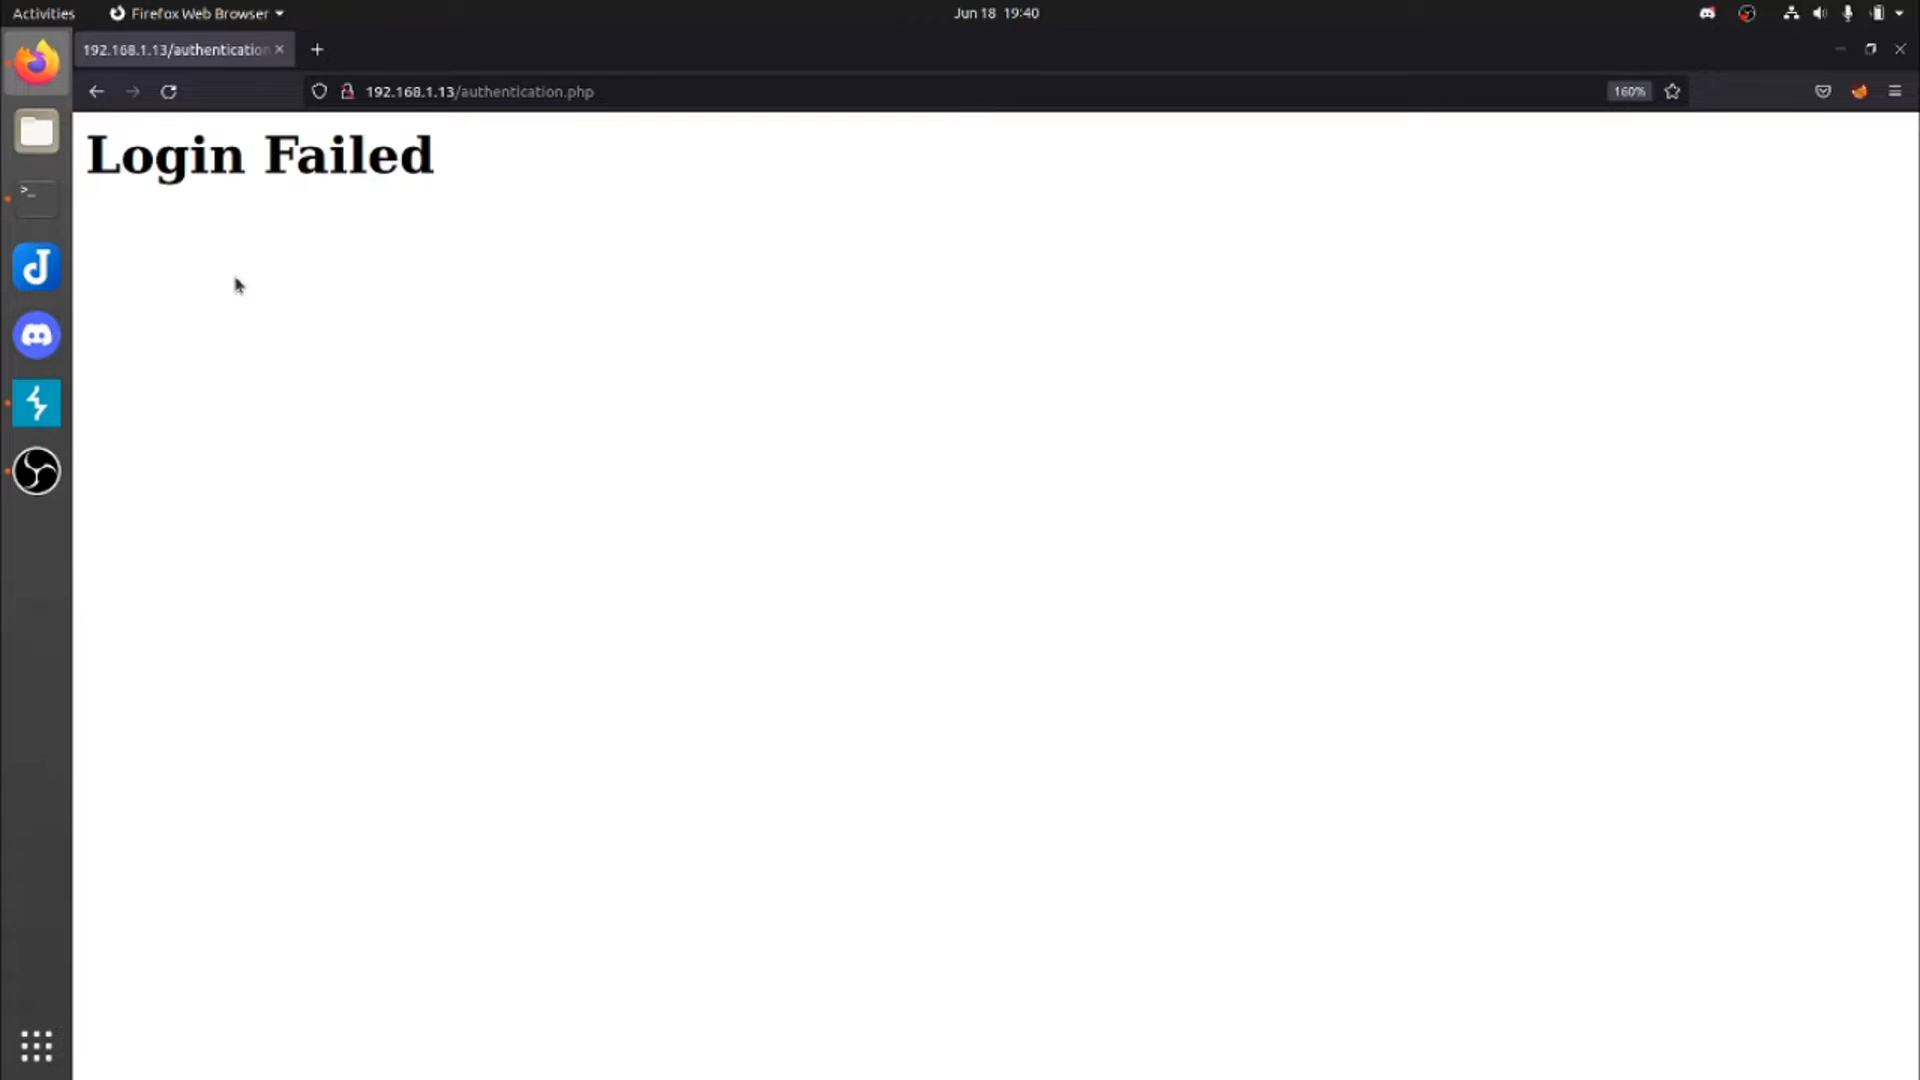 Activities
Firefox Web Browser
Jun 18 19:40
192.168.1.13/authentication
192.168.1.13/authentication.php
160%
Login Failed